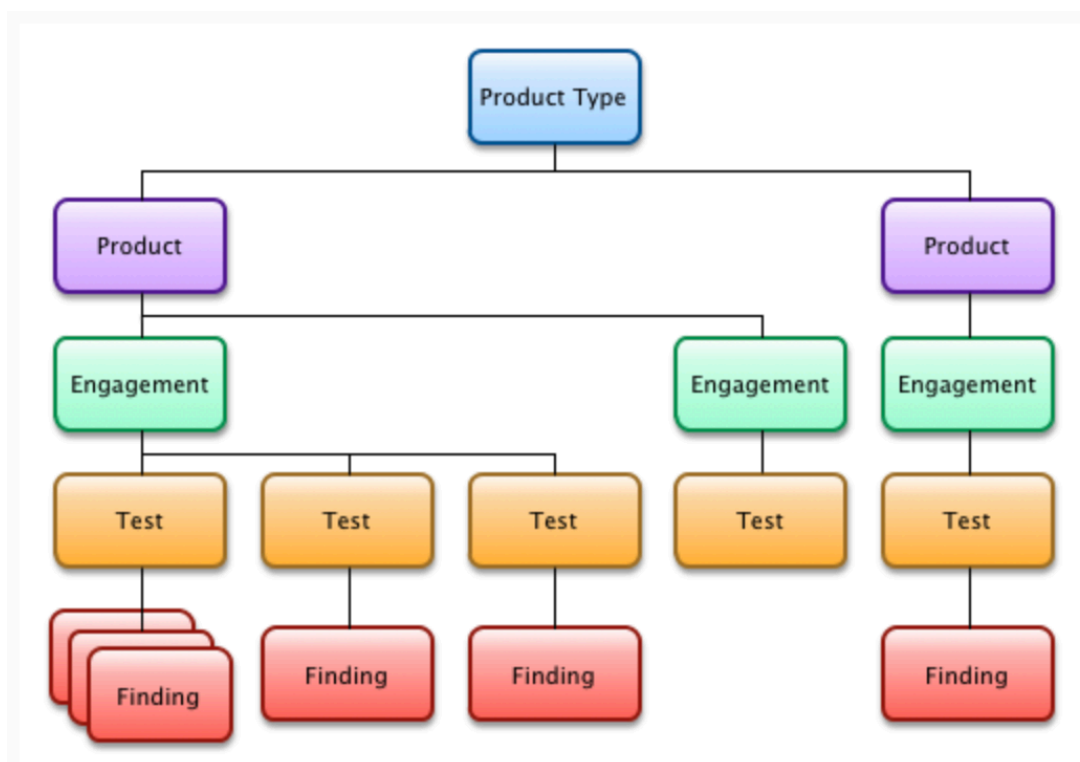 Product Type
Product
Product
Engagement
Engagement
Engagement
Test
Test
Test
Test
Test
Finding
Finding
Finding
Finding